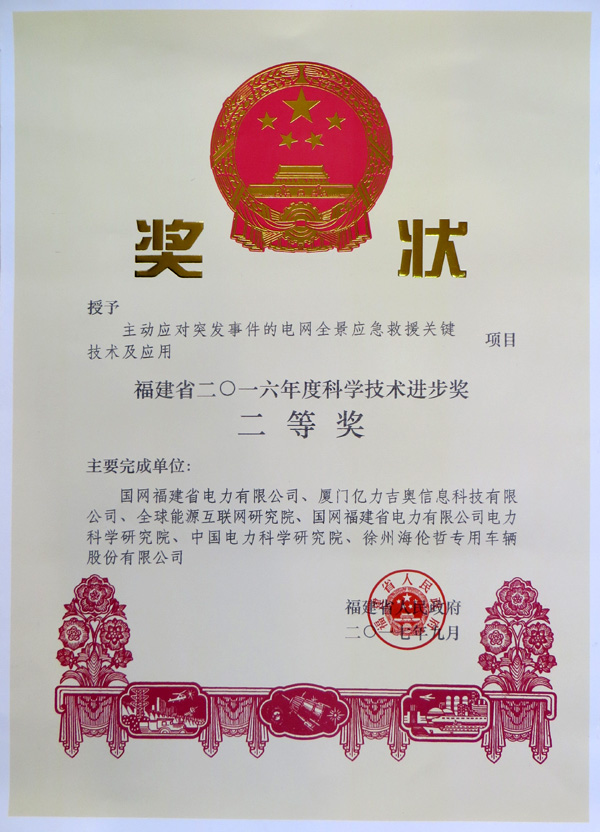 奖 状
授予
主动应对突发事件的电网全景应急救援关键
技术及应用
项目
福建省二〇一六年度科学技术进步奖
二等奖
主要完成单位：
国网福建省电力有限公司、厦门亿力吉奥信息科技有限
公司、全球能源互联网研究院、国网福建省电力有限公司电力
科学研究院、中国电力科学研究院、徐州海伦哲专用车辆
股份有限公司
福建省人民政府
二〇一七年九月
福建省人民政府